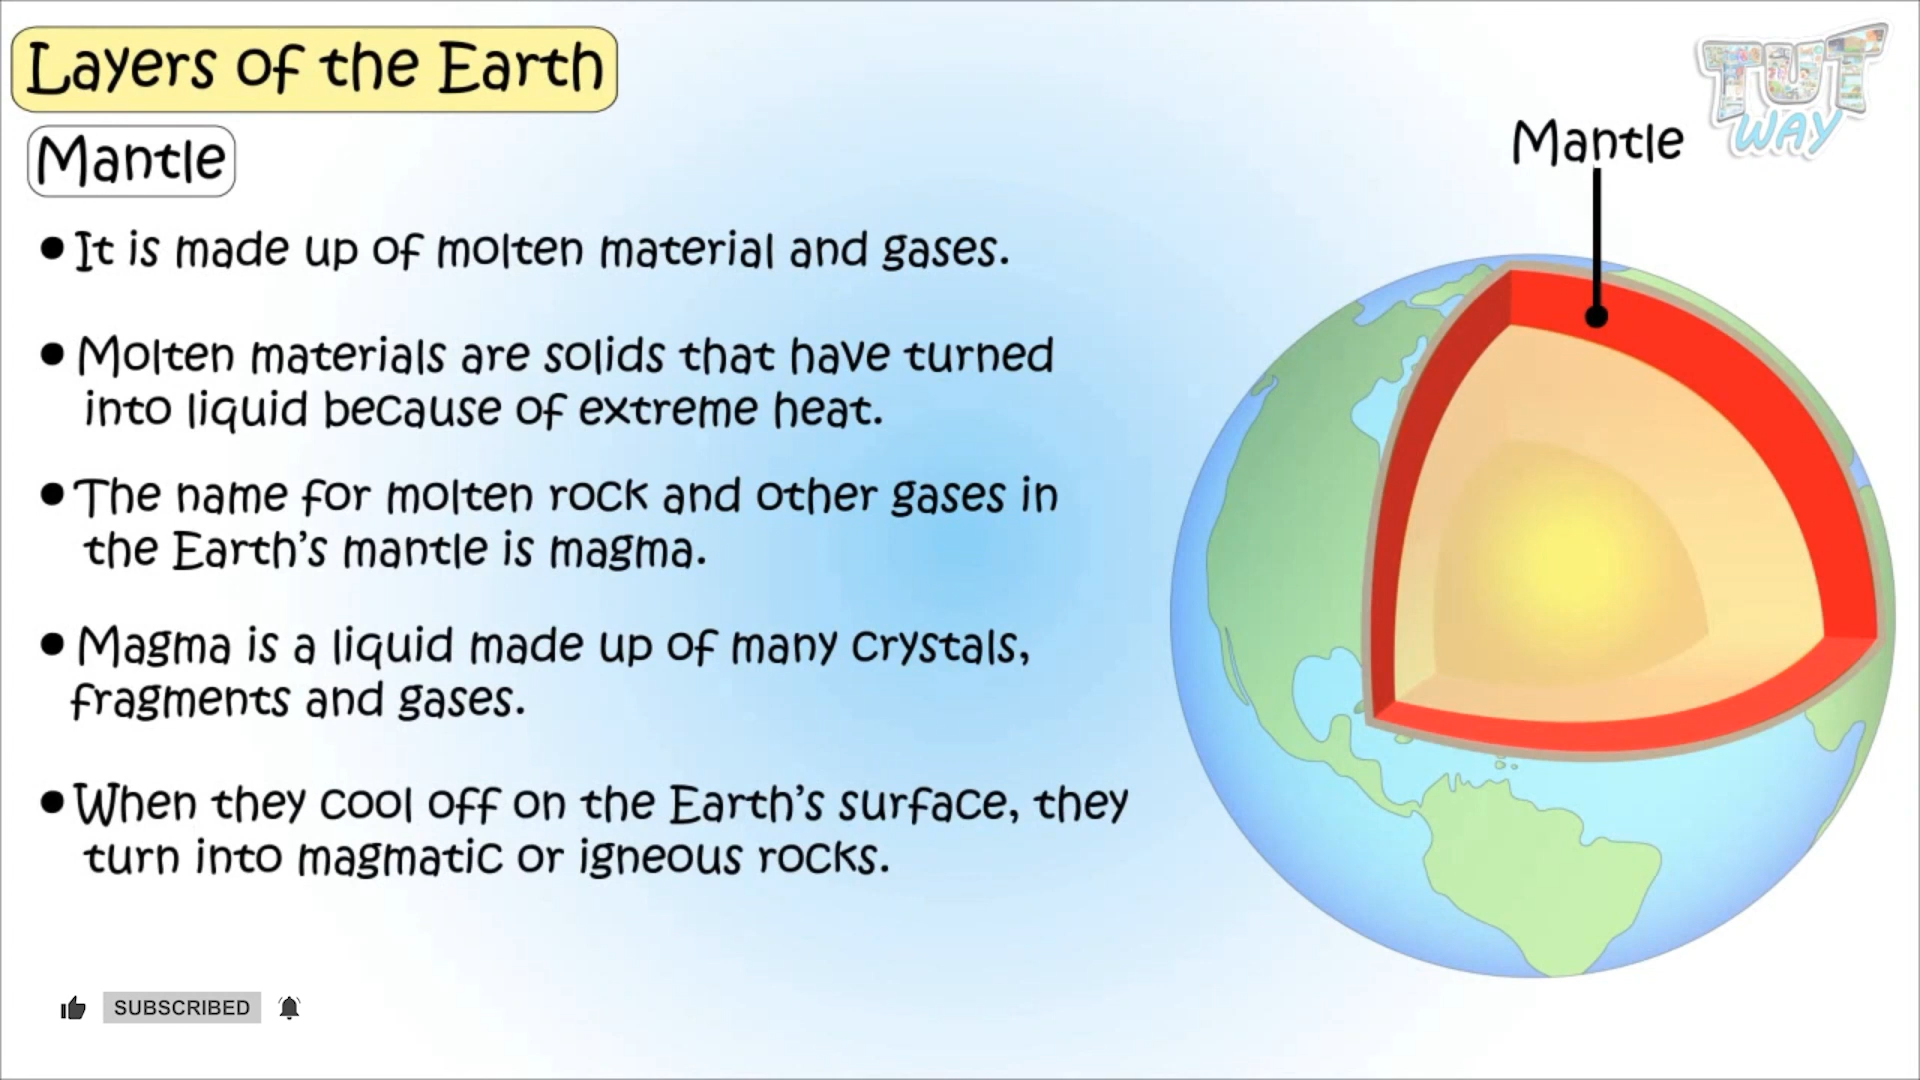 Layers of the Earth
TUT
WAY
Mantle
Mantle
• It is made up of molten material and gases.
• Molten materials are solids that have turned
into liquid because of extreme heat.
• The name for molten rock and other gases in
the Earth's mantle is magma.
• Magma is a liquid made up of many crystals,
fragments and gases.
• When they cool off on the Earth's surface, they
turn into magmatic or igneous rocks.
SUBSCRIBED